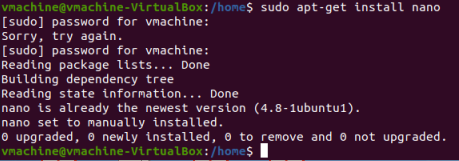 vmachine@vmachine-VirtualBox:/home$ sudo apt-get install nano
[sudo] password for vmachine:
Sorry, try again.
[sudo] password for vmachine:
Reading package lists... Done
Building dependency tree
Reading state information... Done
nano is already the newest version (4.8-1ubuntu1).
nano set to manually installed.
0 upgraded, 0 newly installed, 0 to remove and 0 not upgraded.
vmachine@vmachine-VirtualBox:/home$